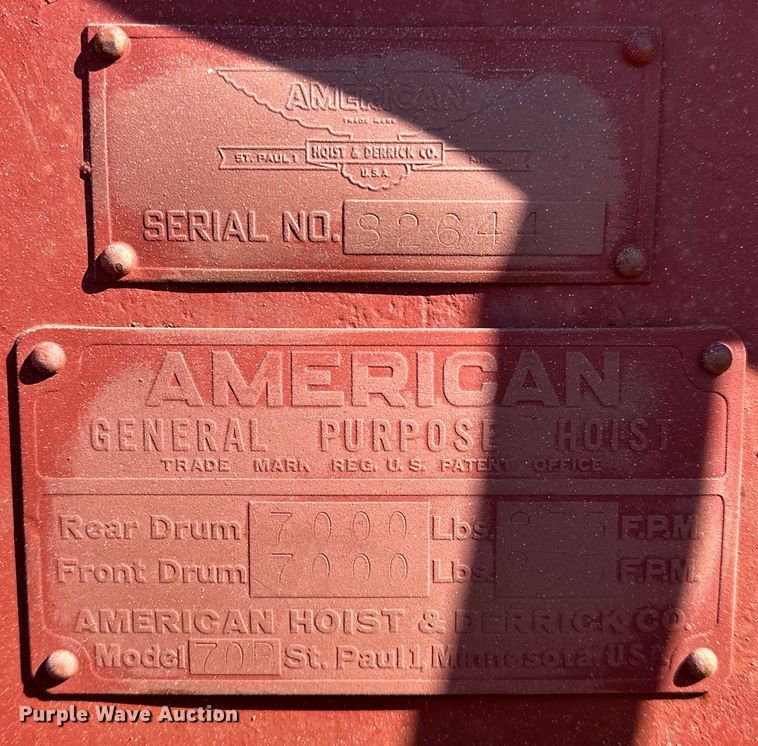 AMERICAN
TRADE MARK
ST. PAUL 1 HOIST & DERRICK CO. MINN.
U.S.A.
SERIAL NO. S2644
AMERICAN
GENERAL PURPOSE HOIST
TRADE MARK REG. U.S. PATENT OFFICE
Rear Drum 7000 Lbs. F.P.M.
Front Drum 7000 Lbs. F.P.M.
AMERICAN HOIST & DERRICK CO.
Model St. Paul 1, Minnesota. U.S.A.
Purple Wave Auction